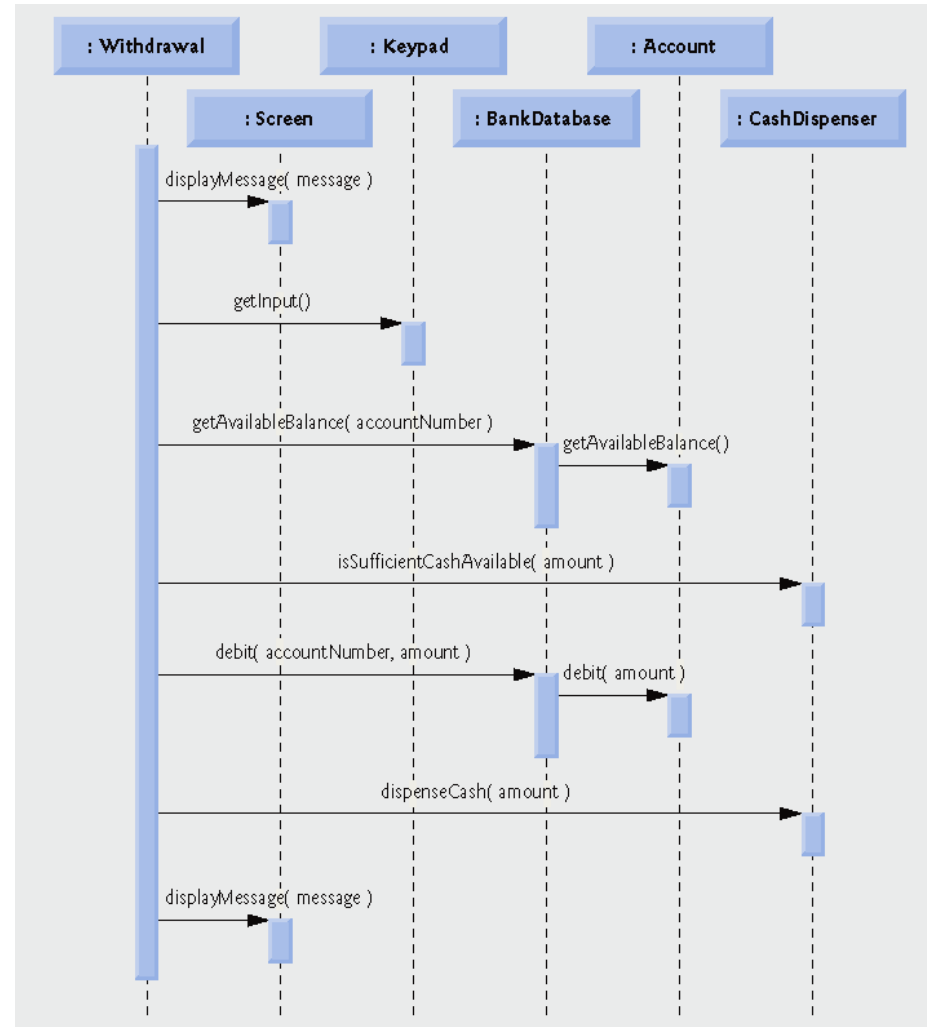 : Withdrawal
: Keypad
: Account
: Screen
: BankDatabase
: CashDispenser
displayMessage( message )
getInput()
getAvailableBalance( accountNumber )
getAvailableBalance()
isSufficientCashAvailable( amount )
debit( accountNumber, amount )
debit( amount )
dispenseCash( amount )
displayMessage( message )